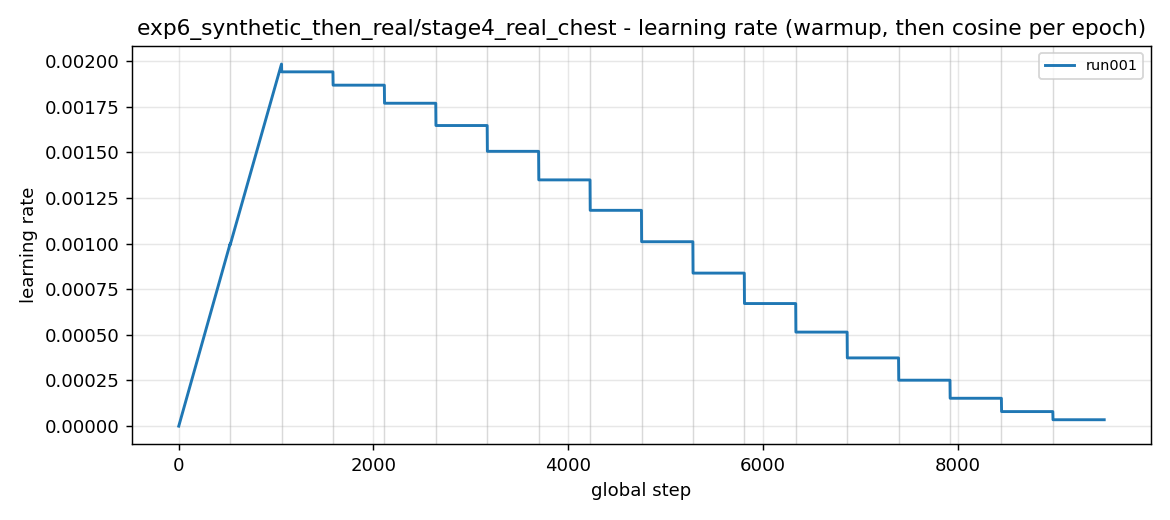 exp6_synthetic_then_real/stage4_real_chest - learning rate (warmup, then cosine per epoch)
run001
0.00200
0.00175
0.00150
0.00125
0.00100
0.00075
0.00050
0.00025
0.00000
learning rate
0 2000 4000 6000 8000
global step